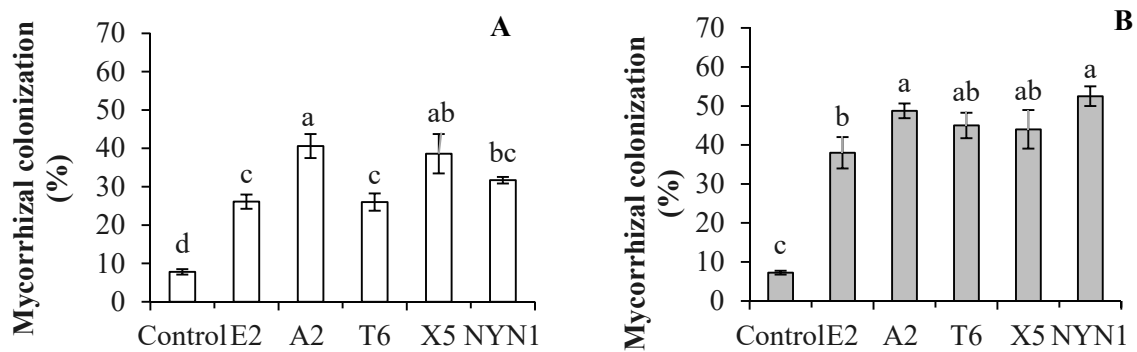 A
Mycorrhizal colonization
(%)
70
60
50
40
30
20
10
0
d
c
a
c
ab
bc
Control E2 A2 T6 X5 NYN1
B
Mycorrhizal colonization
(%)
70
60
50
40
30
20
10
0
c
b
a
ab
ab
a
Control E2 A2 T6 X5 NYN1